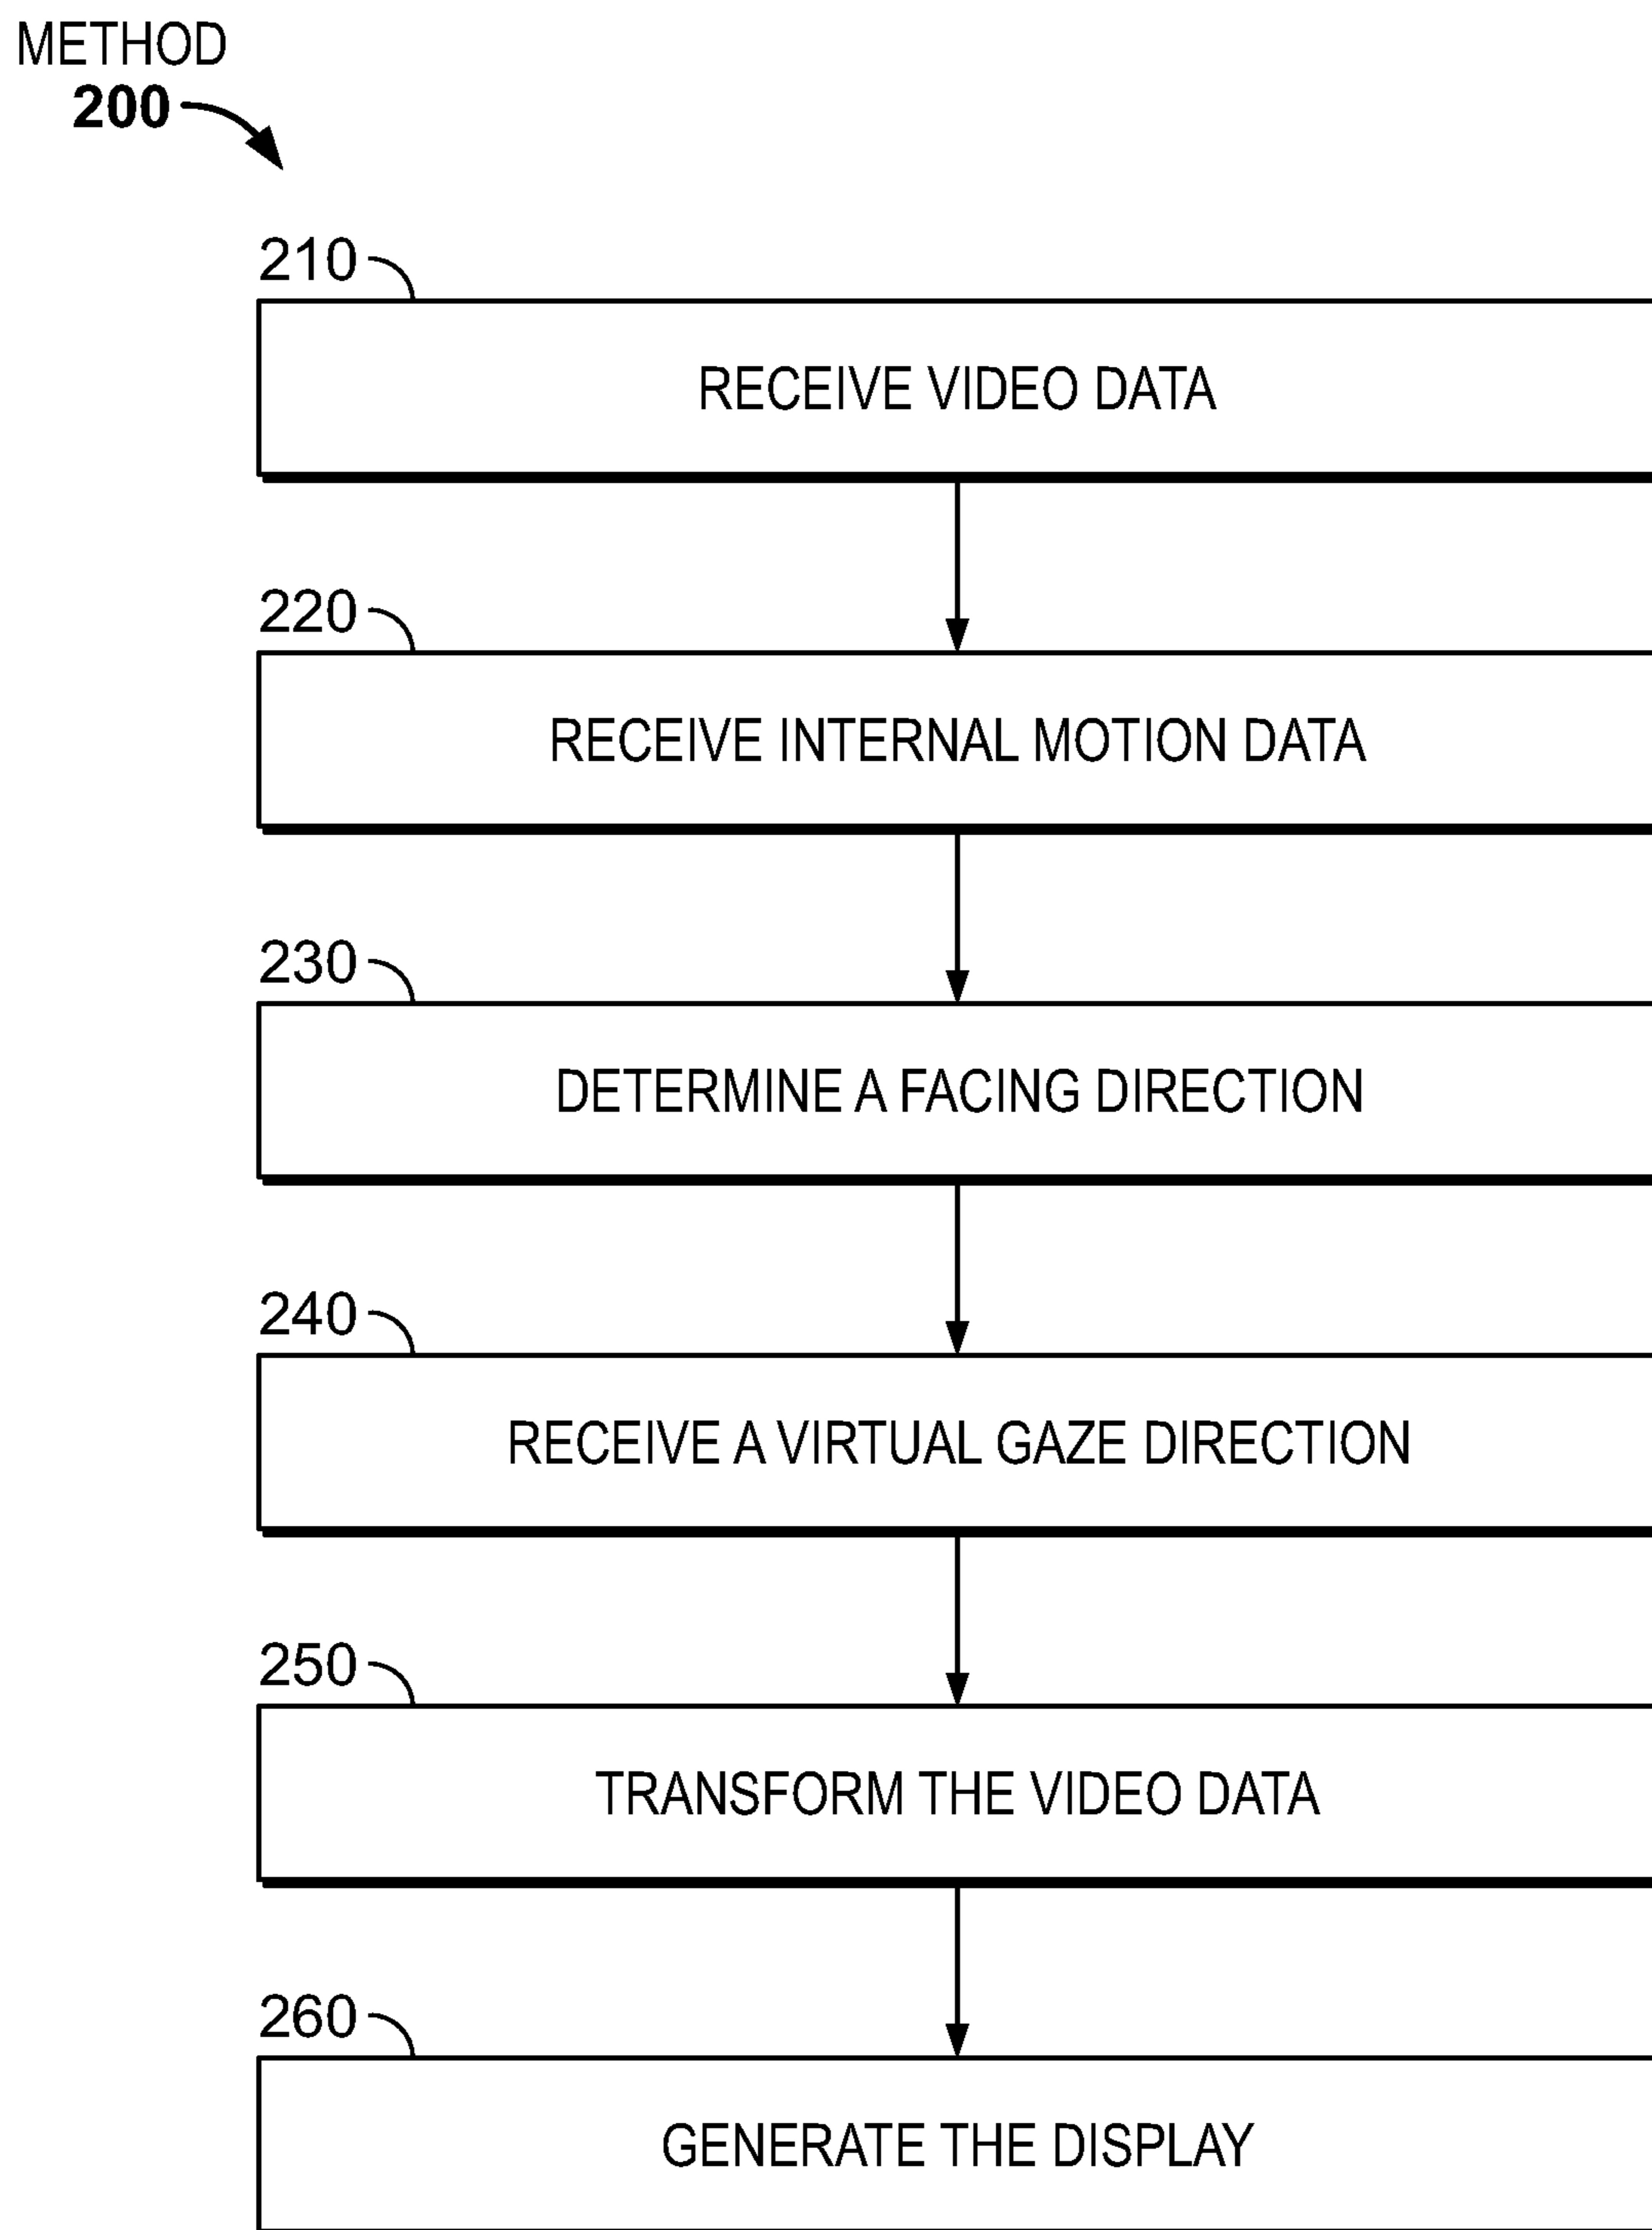 METHOD
200
210
RECEIVE VIDEO DATA
220
RECEIVE INTERNAL MOTION DATA
230
DETERMINE A FACING DIRECTION
240
RECEIVE A VIRTUAL GAZE DIRECTION
250
TRANSFORM THE VIDEO DATA
260
GENERATE THE DISPLAY